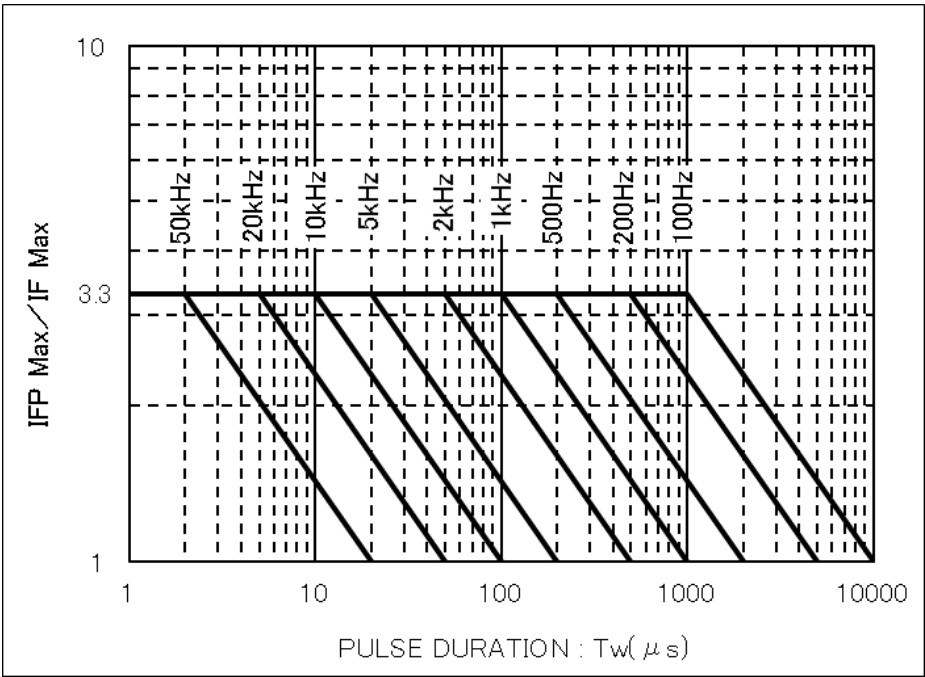 10
50kHz
20kHz
10kHz
5kHz
2kHz
1kHz
500Hz
200Hz
100Hz
3.3
IFP Max／IF Max
1
1
10
100
1000
10000
PULSE DURATION : Tw(μs)